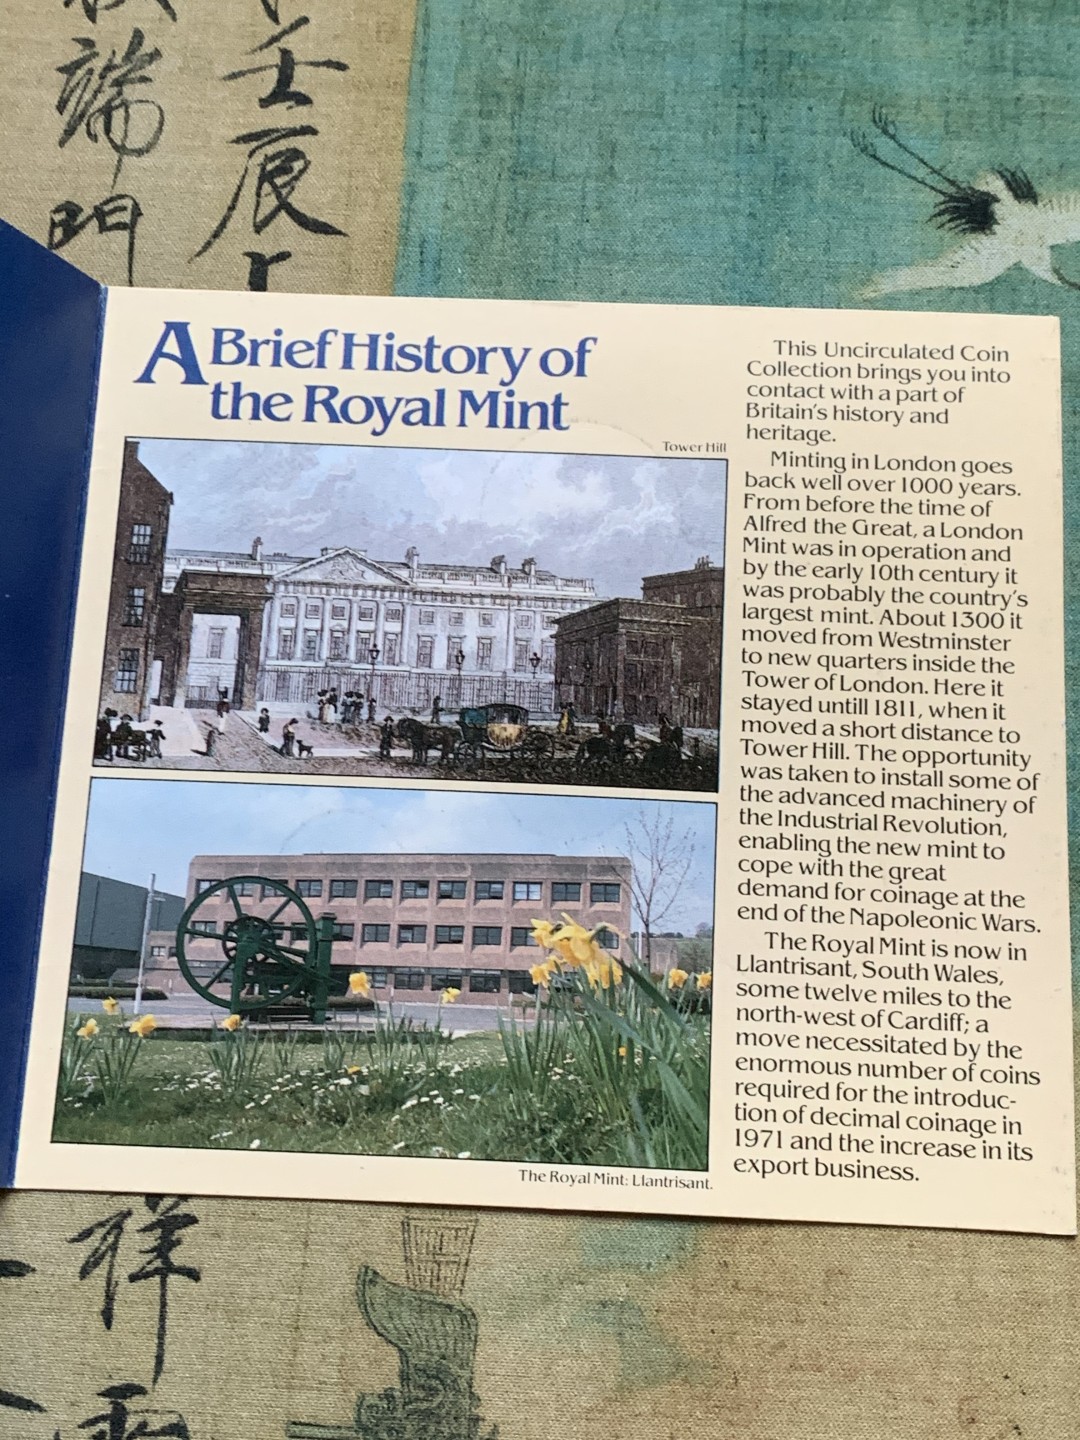 端門
壬辰上
A Brief History of
the Royal Mint
Tower Hill
The Royal Mint: Llantrisant.
This Uncirculated Coin
Collection brings you into
contact with a part of
Britain's history and
heritage.
Minting in London goes
back well over 1000 years.
From before the time of
Alfred the Great, a London
Mint was in operation and
by the early 10th century it
was probably the country's
largest mint. About 1300 it
moved from Westminster
to new quarters inside the
Tower of London. Here it
stayed untill 1811, when it
moved a short distance to
Tower Hill. The opportunity
was taken to install some of
the advanced machinery of
the Industrial Revolution,
enabling the new mint to
cope with the great
demand for coinage at the
end of the Napoleonic Wars.
The Royal Mint is now in
Llantrisant, South Wales,
some twelve miles to the
north-west of Cardiff; a
move necessitated by the
enormous number of coins
required for the introduc-
tion of decimal coinage in
1971 and the increase in its
export business.
祥